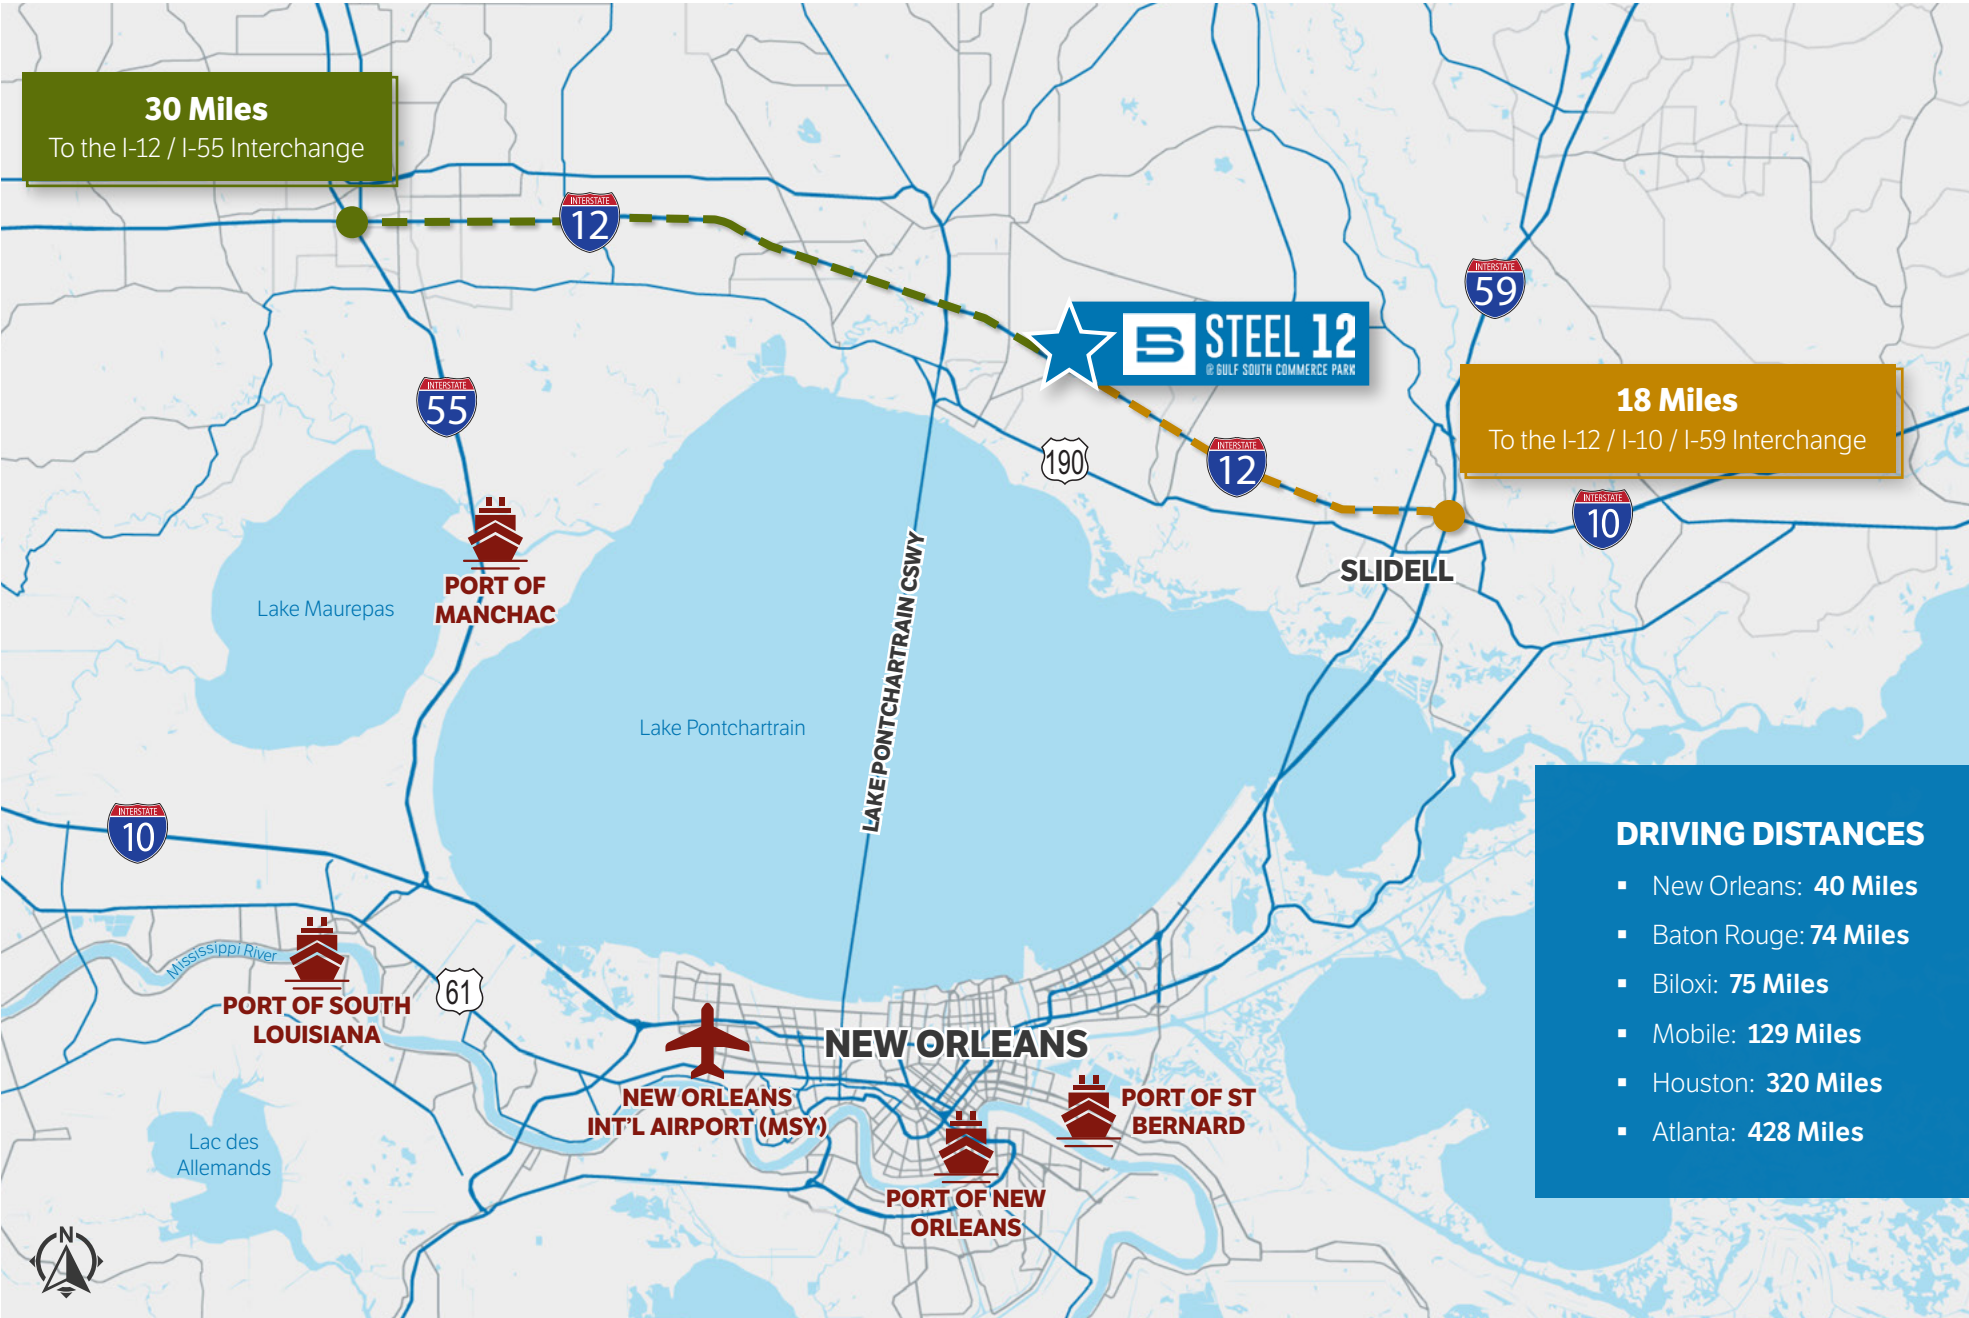 30 Miles
To the I-12 / I-55 Interchange
INTERSTATE
12
INTERSTATE
59
STEEL 12
@ GULF SOUTH COMMERCE PARK
INTERSTATE
55
18 Miles
To the I-12 / I-10 / I-59 Interchange
190
INTERSTATE
12
INTERSTATE
10
SLIDELL
PORT OF
MANCHAC
Lake Maurepas
LAKE PONTCHARTRAIN CSWY
Lake Pontchartrain
INTERSTATE
10
DRIVING DISTANCES
▪ New Orleans: 40 Miles
▪ Baton Rouge: 74 Miles
▪ Biloxi: 75 Miles
▪ Mobile: 129 Miles
▪ Houston: 320 Miles
▪ Atlanta: 428 Miles
Mississippi River
PORT OF SOUTH
LOUISIANA
61
NEW ORLEANS
NEW ORLEANS
INT'L AIRPORT (MSY)
PORT OF ST
BERNARD
PORT OF NEW
ORLEANS
Lac des
Allemands
N